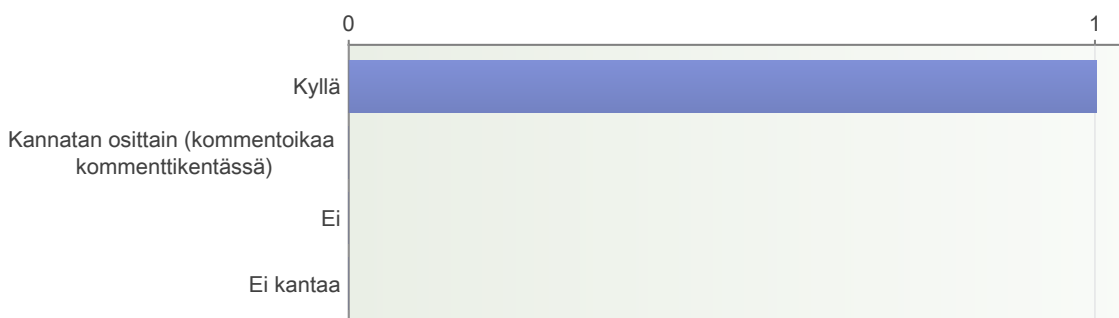 0 1
Kyllä
Kannatan osittain (kommentoikaa
kommenttikentässä)
Ei
Ei kantaa